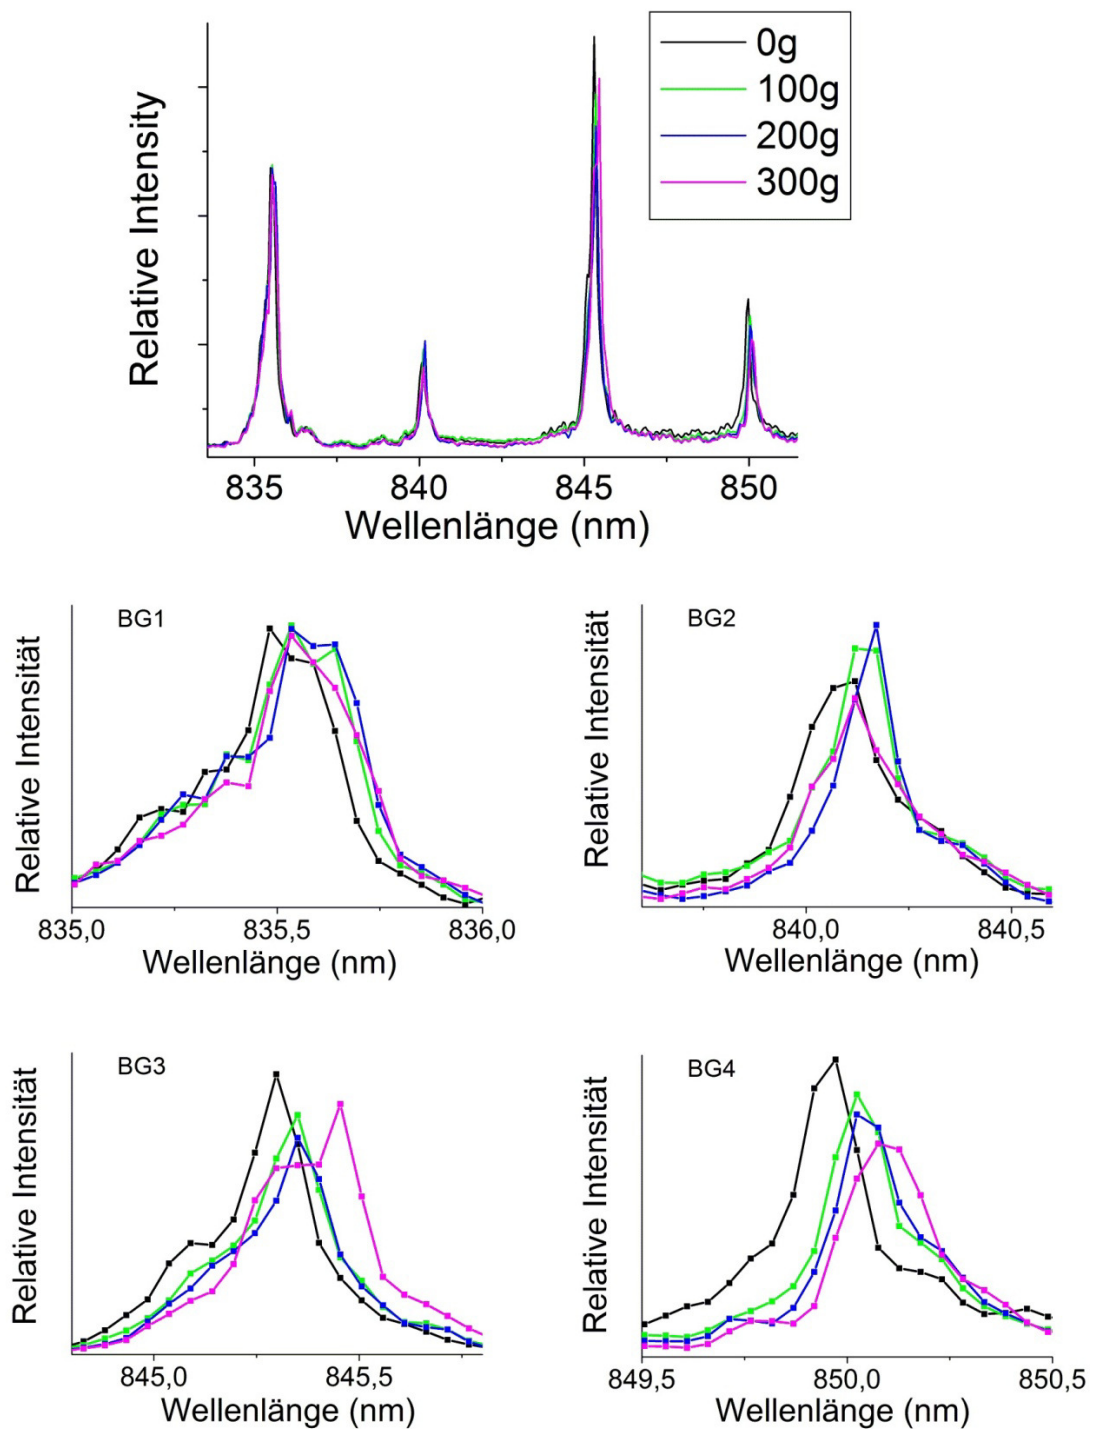 Relative Intensity
0g
100g
200g
300g
835
840
845
850
Wellenlänge (nm)
BG1
Relative Intensität
835,0
835,5
836,0
Wellenlänge (nm)
BG2
Relative Intensität
840,0
840,5
Wellenlänge (nm)
BG3
Relative Intensität
845,0
845,5
Wellenlänge (nm)
BG4
Relative Intensität
849,5
850,0
850,5
Wellenlänge (nm)